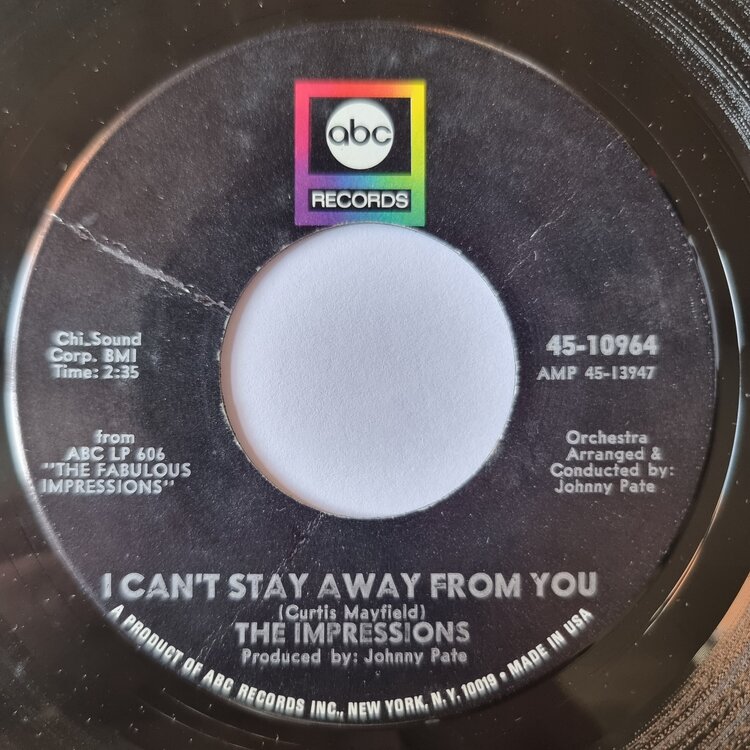 abc
RECORDS
Chi-Sound
Corp. BMI
Time: 2:35
45-10964
AMP 45-13947
from
ABC LP 606
"THE FABULOUS
IMPRESSIONS"
Orchestra
Arranged &
Conducted by:
Johnny Pate
I CAN'T STAY AWAY FROM YOU
(Curtis Mayfield)
THE IMPRESSIONS
Produced by: Johnny Pate
A PRODUCT OF ABC RECORDS INC., NEW YORK, N.Y. 10019 • MADE IN USA